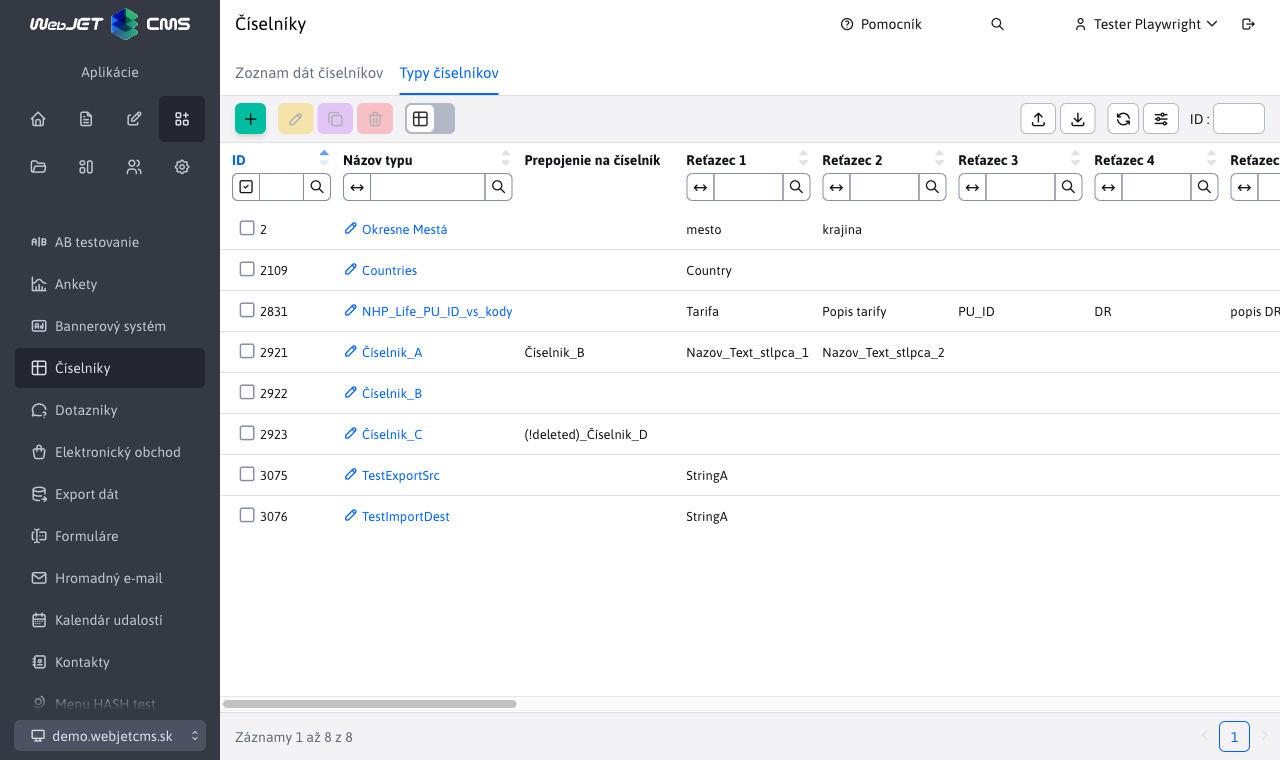 WebJET CMS
Číselníky
Pomocník
Tester Playwright
Aplikácie
Zoznam dát číselníkov
Typy číselníkov
ID :
AB testovanie
Ankety
Bannerový systém
Číselníky
Dotazníky
Elektronický obchod
Export dát
Formuláre
Hromadný e-mail
Kalendár udalostí
Kontakty
Menu HASH test
demo.webjetcms.sk
ID Názov typu Prepojenie na číselník Reťazec 1 Reťazec 2 Reťazec 3 Reťazec 4 Reťazec
2 Okresne Mestá mesto krajina
2109 Countries Country
2831 NHP_Life_PU_ID_vs_kody Tarifa Popis tarify PU_ID DR popis DR
2921 Číselnik_A Číselnik_B Nazov_Text_stlpca_1 Nazov_Text_stlpca_2
2922 Číselnik_B
2923 Číselnik_C (!deleted)_Číselnik_D
3075 TestExportSrc StringA
3076 TestImportDest StringA
Záznamy 1 až 8 z 8
1